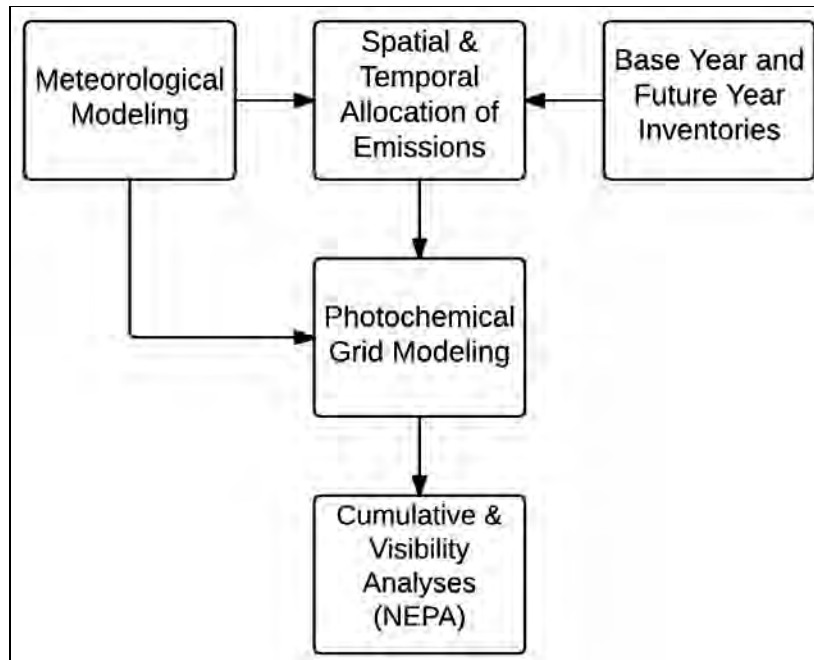 Meteorological
Modeling
Spatial &
Temporal
Allocation of
Emissions
Base Year and
Future Year
Inventories
Photochemical
Grid Modeling
Cumulative &
Visibility
Analyses
(NEPA)